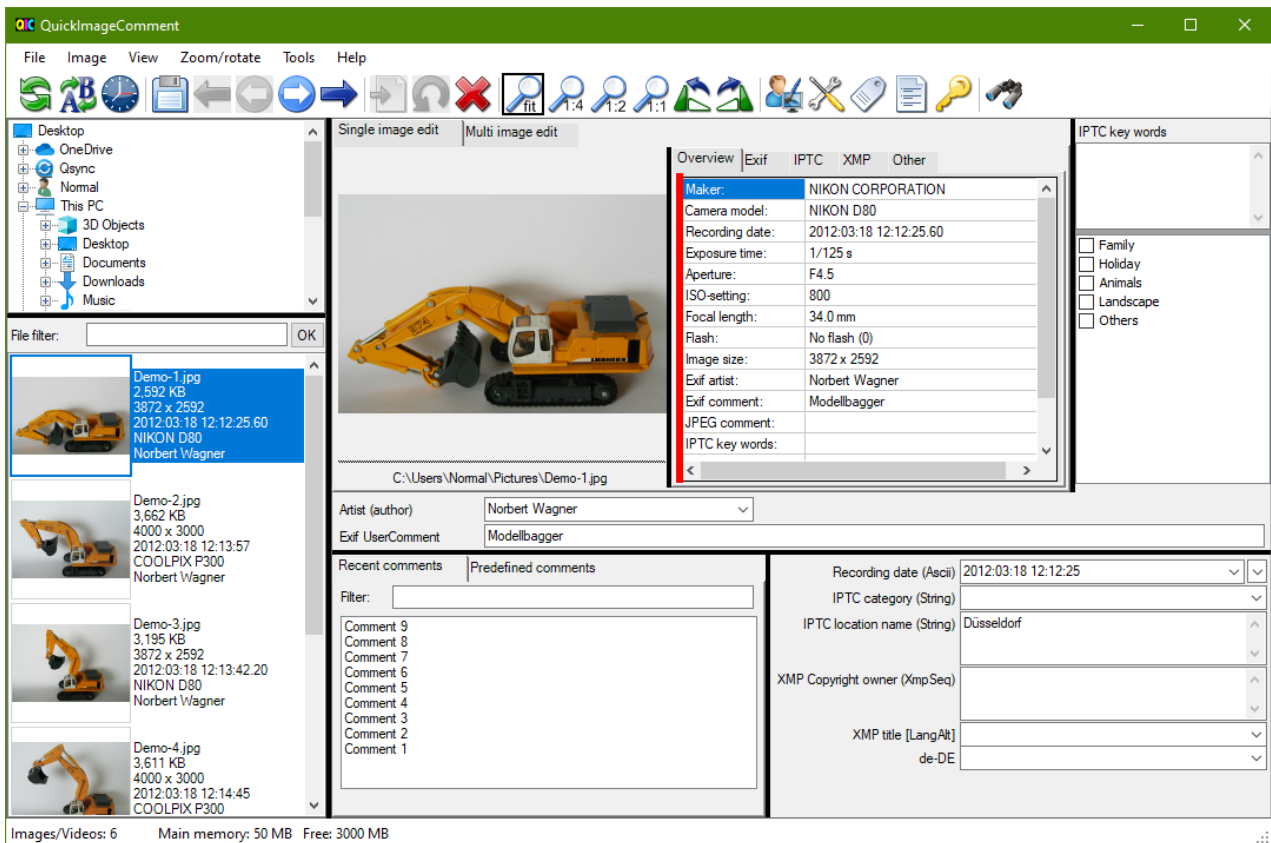 QIC QuickImageComment
File Image View Zoom/rotate Tools Help
AB fit 1:4 1:2 1:1
Desktop
OneDrive
Qsync
Normal
This PC
3D Objects
Desktop
Documents
Downloads
Music
File filter: OK
Demo-1.jpg
2,592 KB
3872 x 2592
2012:03:18 12:12:25.60
NIKON D80
Norbert Wagner
Demo-2.jpg
3,662 KB
4000 x 3000
2012:03:18 12:13:57
COOLPIX P300
Norbert Wagner
Demo-3.jpg
3,195 KB
3872 x 2592
2012:03:18 12:13:42.20
NIKON D80
Norbert Wagner
Demo-4.jpg
3,611 KB
4000 x 3000
2012:03:18 12:14:45
COOLPIX P300
Single image edit Multi image edit
LIEBHERR
C:\Users\Normal\Pictures\Demo-1.jpg
Overview Exif IPTC XMP Other
Maker: NIKON CORPORATION
Camera model: NIKON D80
Recording date: 2012:03:18 12:12:25.60
Exposure time: 1/125 s
Aperture: F4.5
ISO-setting: 800
Focal length: 34.0 mm
Flash: No flash (0)
Image size: 3872 x 2592
Exif artist: Norbert Wagner
Exif comment: Modellbagger
JPEG comment:
IPTC key words:
IPTC key words
Family
Holiday
Animals
Landscape
Others
Artist (author) Norbert Wagner
Exif UserComment Modellbagger
Recent comments Predefined comments
Filter:
Comment 9
Comment 8
Comment 7
Comment 6
Comment 5
Comment 4
Comment 3
Comment 2
Comment 1
Recording date (Ascii) 2012:03:18 12:12:25
IPTC category (String)
IPTC location name (String) Düsseldorf
XMP Copyright owner (XmpSeq)
XMP title [LangAlt]
de-DE
Images/Videos: 6 Main memory: 50 MB Free: 3000 MB